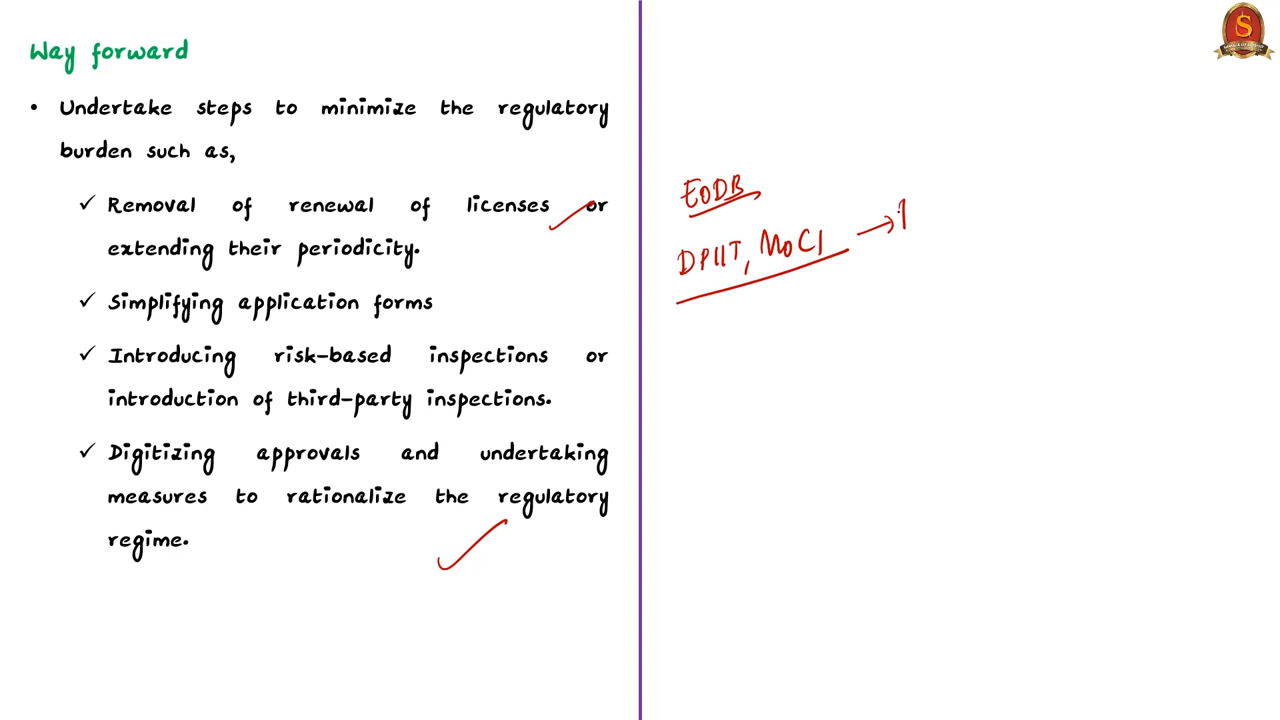 Way forward
• Undertake steps to minimize the regulatory
burden such as,
✓ Removal of renewal of licenses or
extending their periodicity.
✓ Simplifying application forms
✓ Introducing risk-based inspections or
introduction of third-party inspections.
✓ Digitizing approvals and undertaking
measures to rationalize the regulatory
regime.
EODB
DPIIT, MoCI →
S